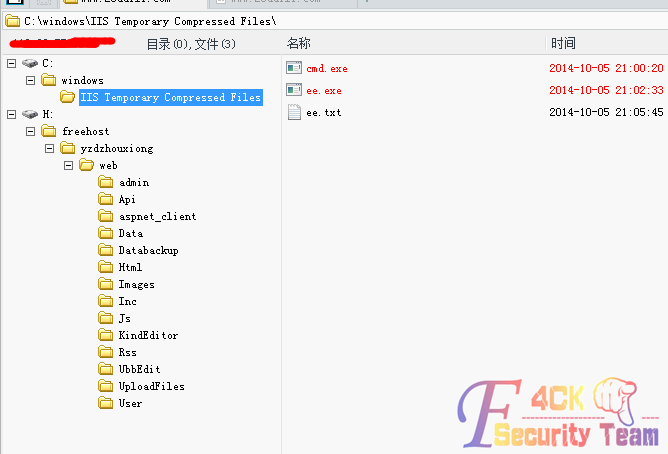 C:\windows\IIS Temporary Compressed Files\
目录(0),文件(3)
名称
时间
C:
windows
IIS Temporary Compressed Files
H:
freehost
yzdzhouxiong
web
admin
Api
aspnet_client
Data
Databackup
Html
Images
Inc
Js
KindEditor
Rss
UbbEdit
UploadFiles
User
cmd.exe 2014-10-05 21:00:20
ee.exe 2014-10-05 21:02:33
ee.txt 2014-10-05 21:05:45
F4CK
Security Team